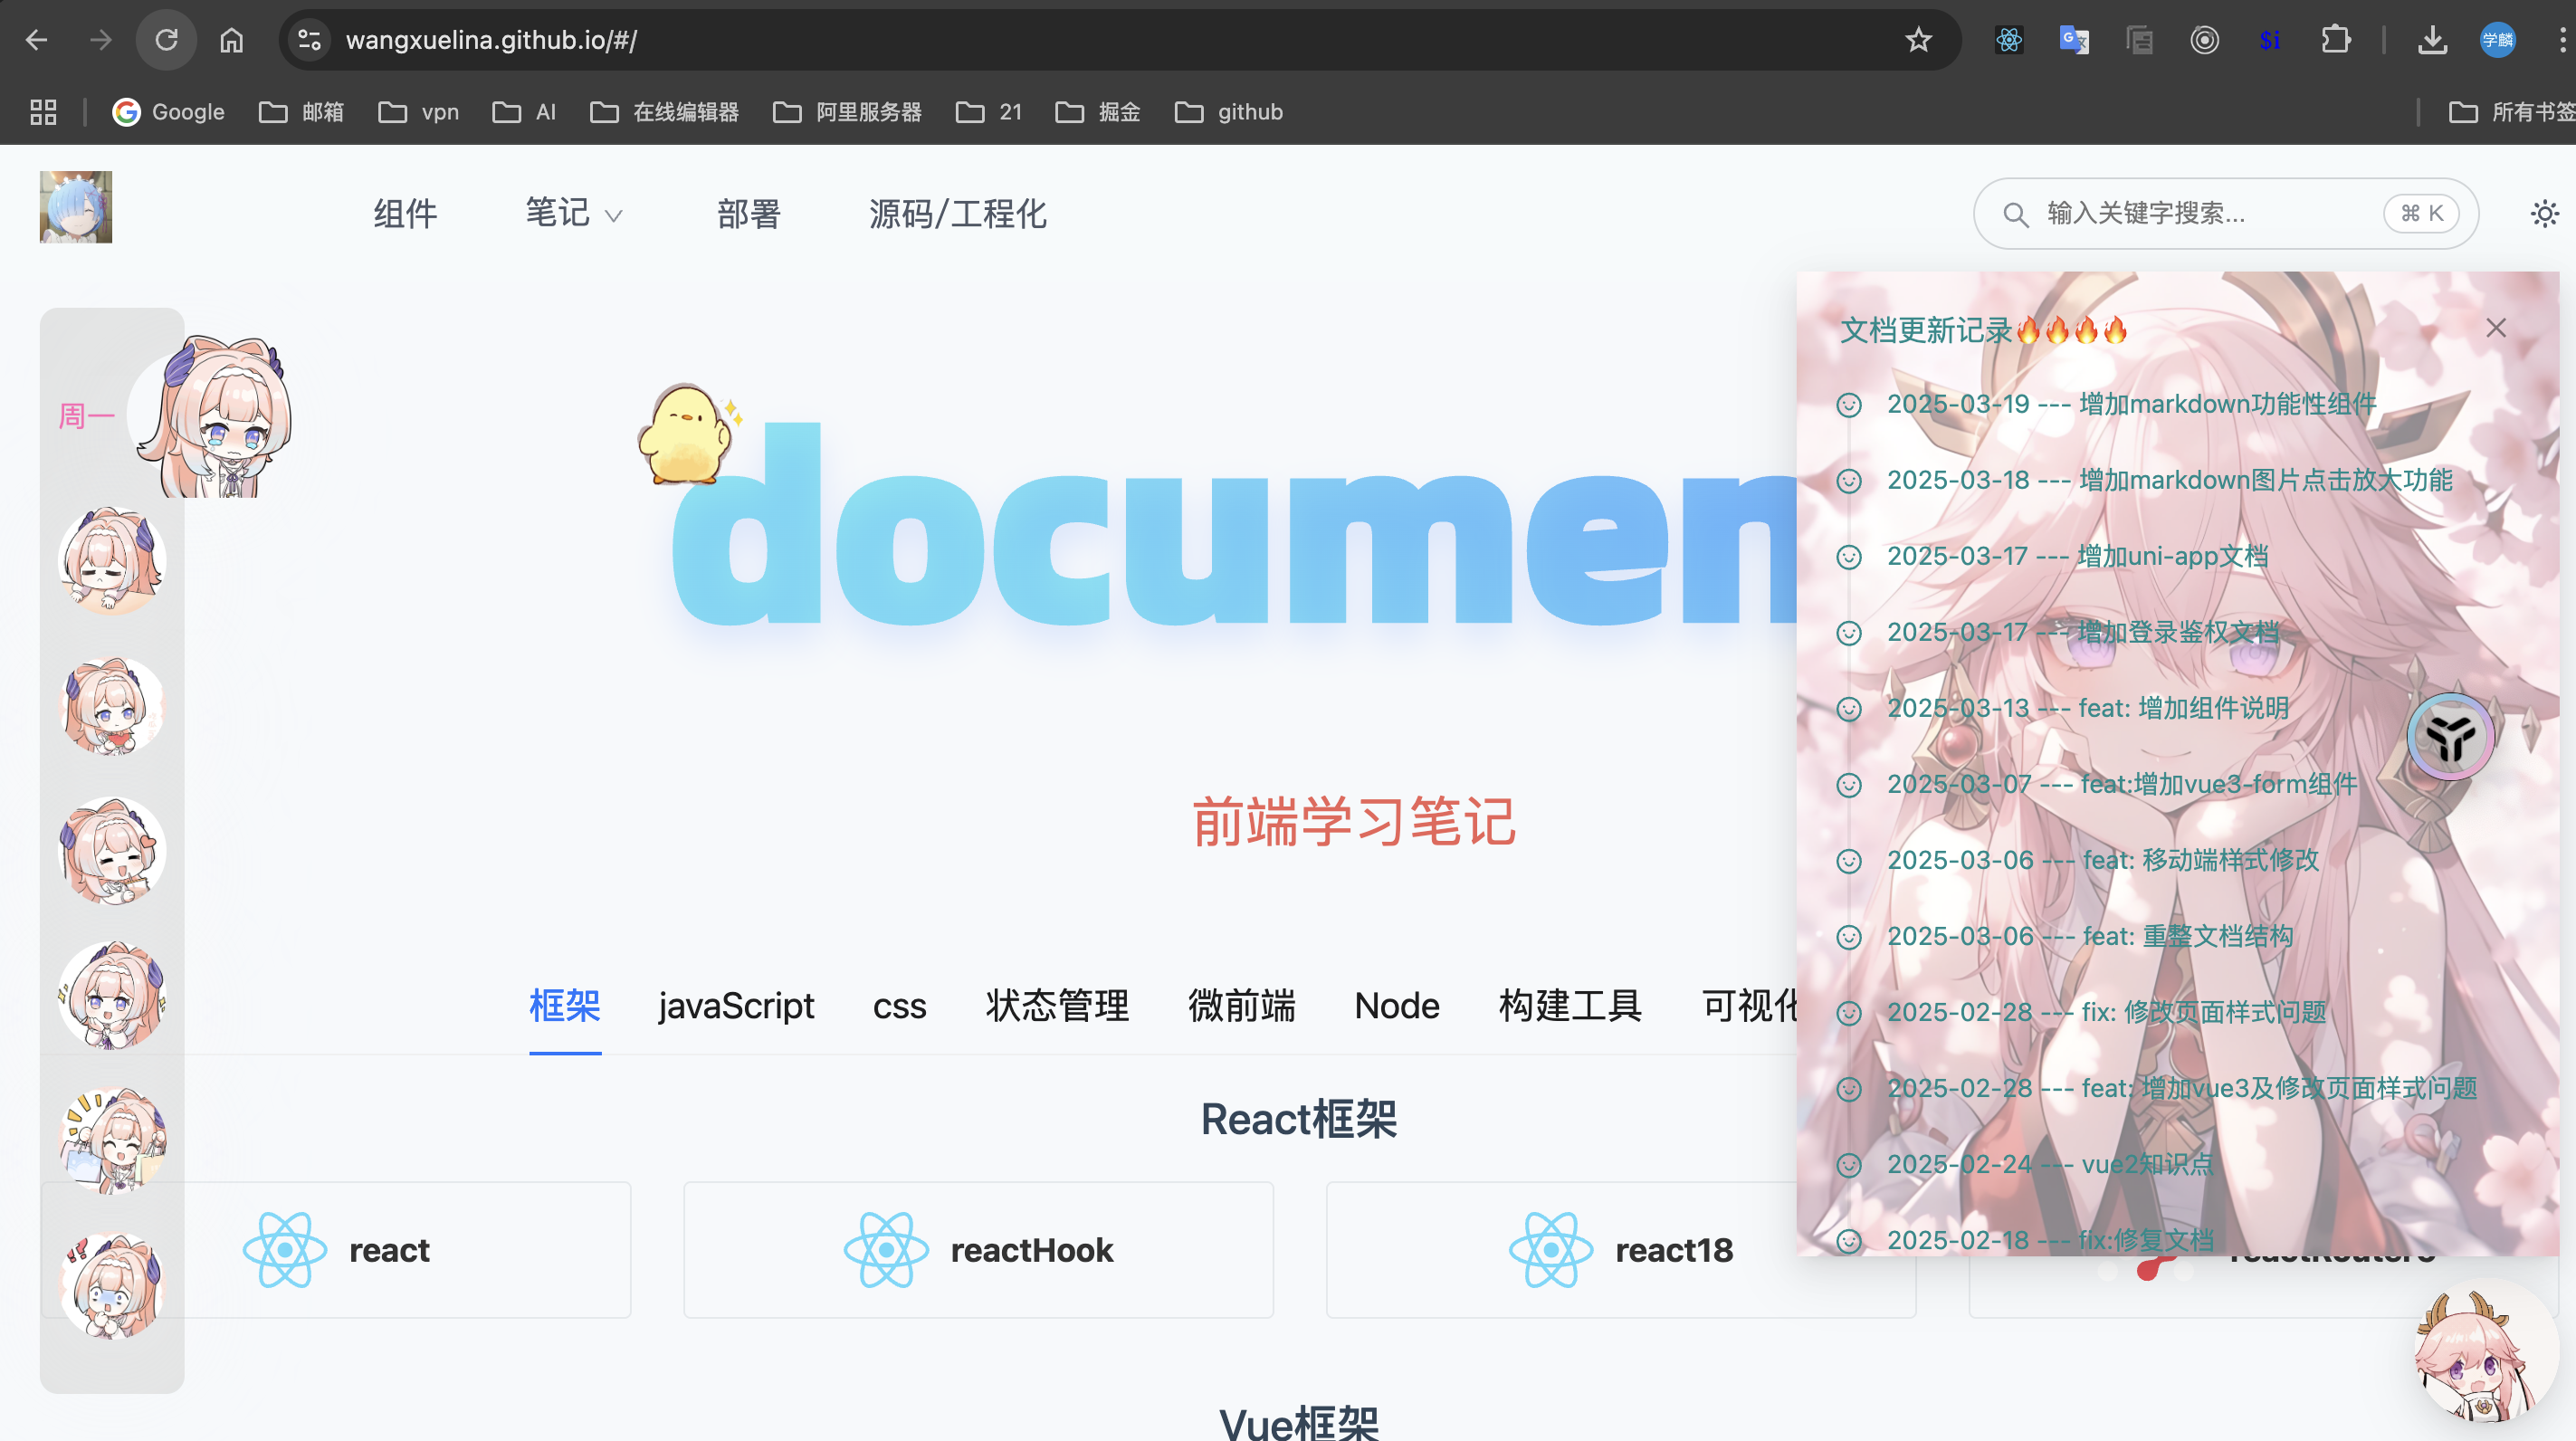 wangxuelina.github.io/#/
$i
学麟
Google
邮箱
vpn
AI
在线编辑器
阿里服务器
21
掘金
github
所有书签
组件
笔记
部署
源码/工程化
输入关键字搜索...
⌘ K
周一
documen
前端学习笔记
框架
javaScript
css
状态管理
微前端
Node
构建工具
可视化
React框架
react
reactHook
react18
Vue框架
文档更新记录🔥🔥🔥🔥
2025-03-19 --- 增加markdown功能性组件
2025-03-18 --- 增加markdown图片点击放大功能
2025-03-17 --- 增加uni-app文档
2025-03-17 --- 增加登录鉴权文档
2025-03-13 --- feat: 增加组件说明
2025-03-07 --- feat:增加vue3-form组件
2025-03-06 --- feat: 移动端样式修改
2025-03-06 --- feat: 重整文档结构
2025-02-28 --- fix: 修改页面样式问题
2025-02-28 --- feat: 增加vue3及修改页面样式问题
2025-02-24 --- vue2知识点
2025-02-18 --- fix:修复文档